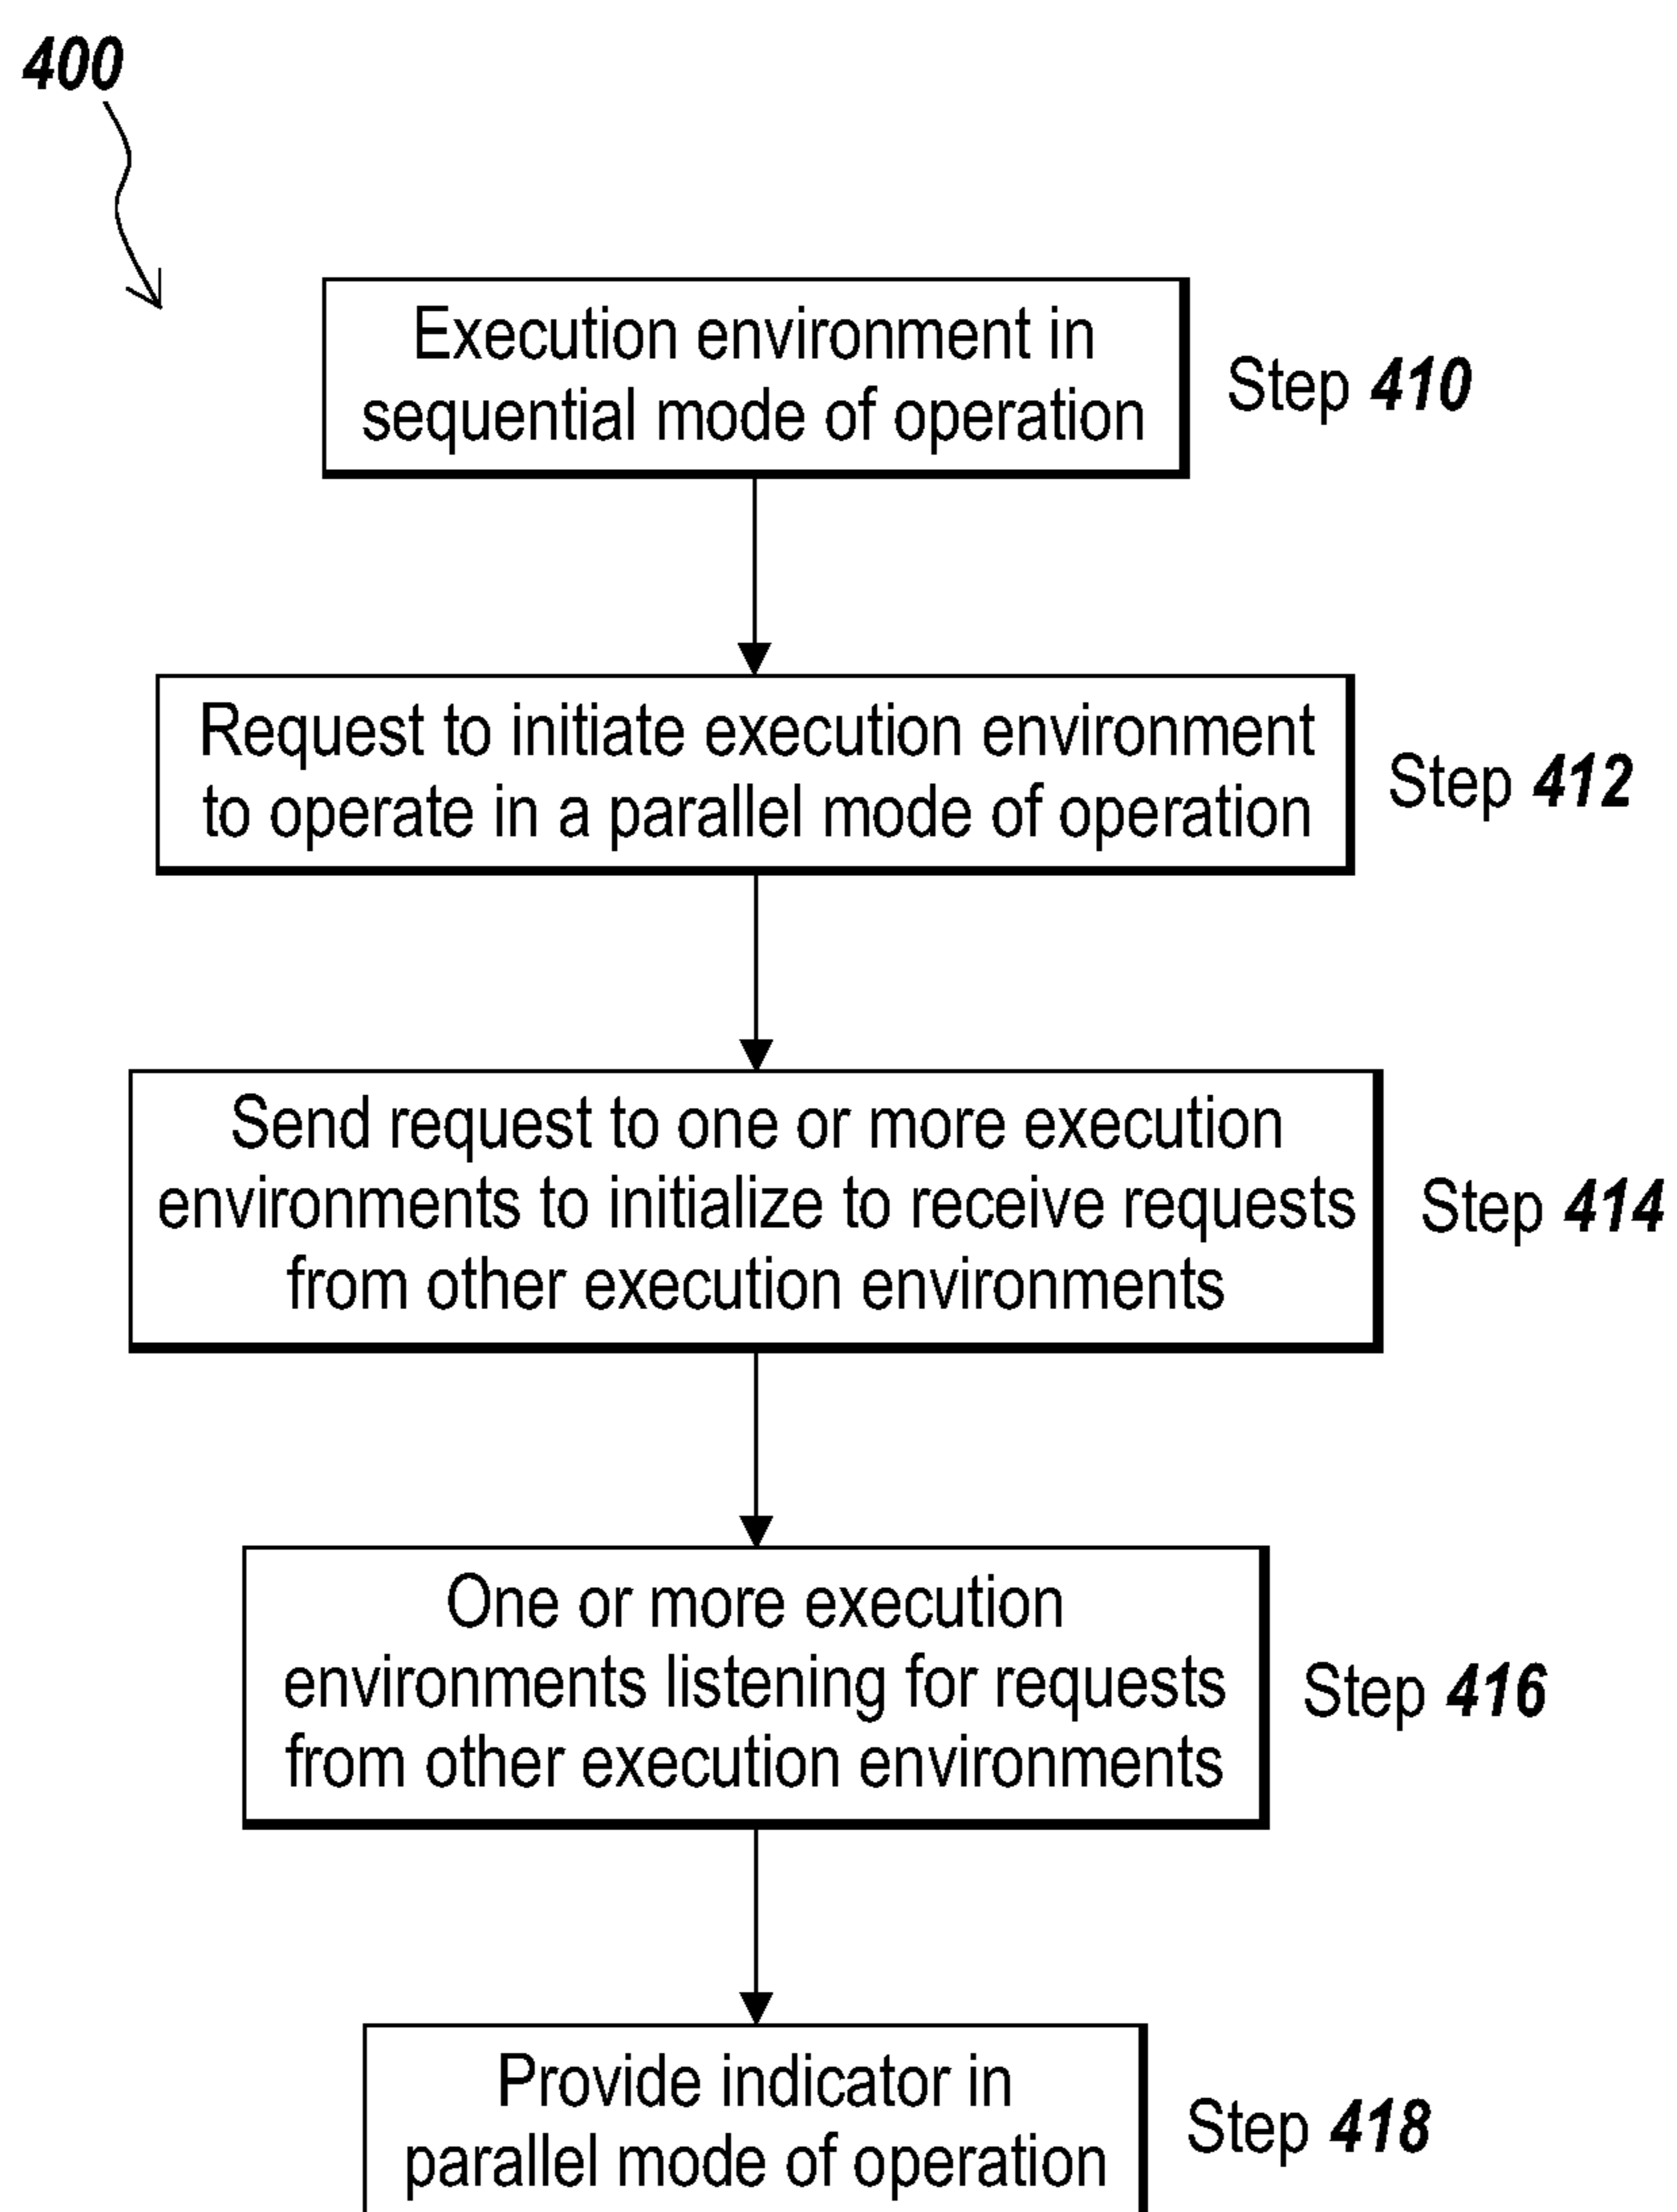 400
Execution environment in
sequential mode of operation
Step 410
Request to initiate execution environment
to operate in a parallel mode of operation
Step 412
Send request to one or more execution
environments to initialize to receive requests
from other execution environments
Step 414
One or more execution
environments listening for requests
from other execution environments
Step 416
Provide indicator in
parallel mode of operation
Step 418